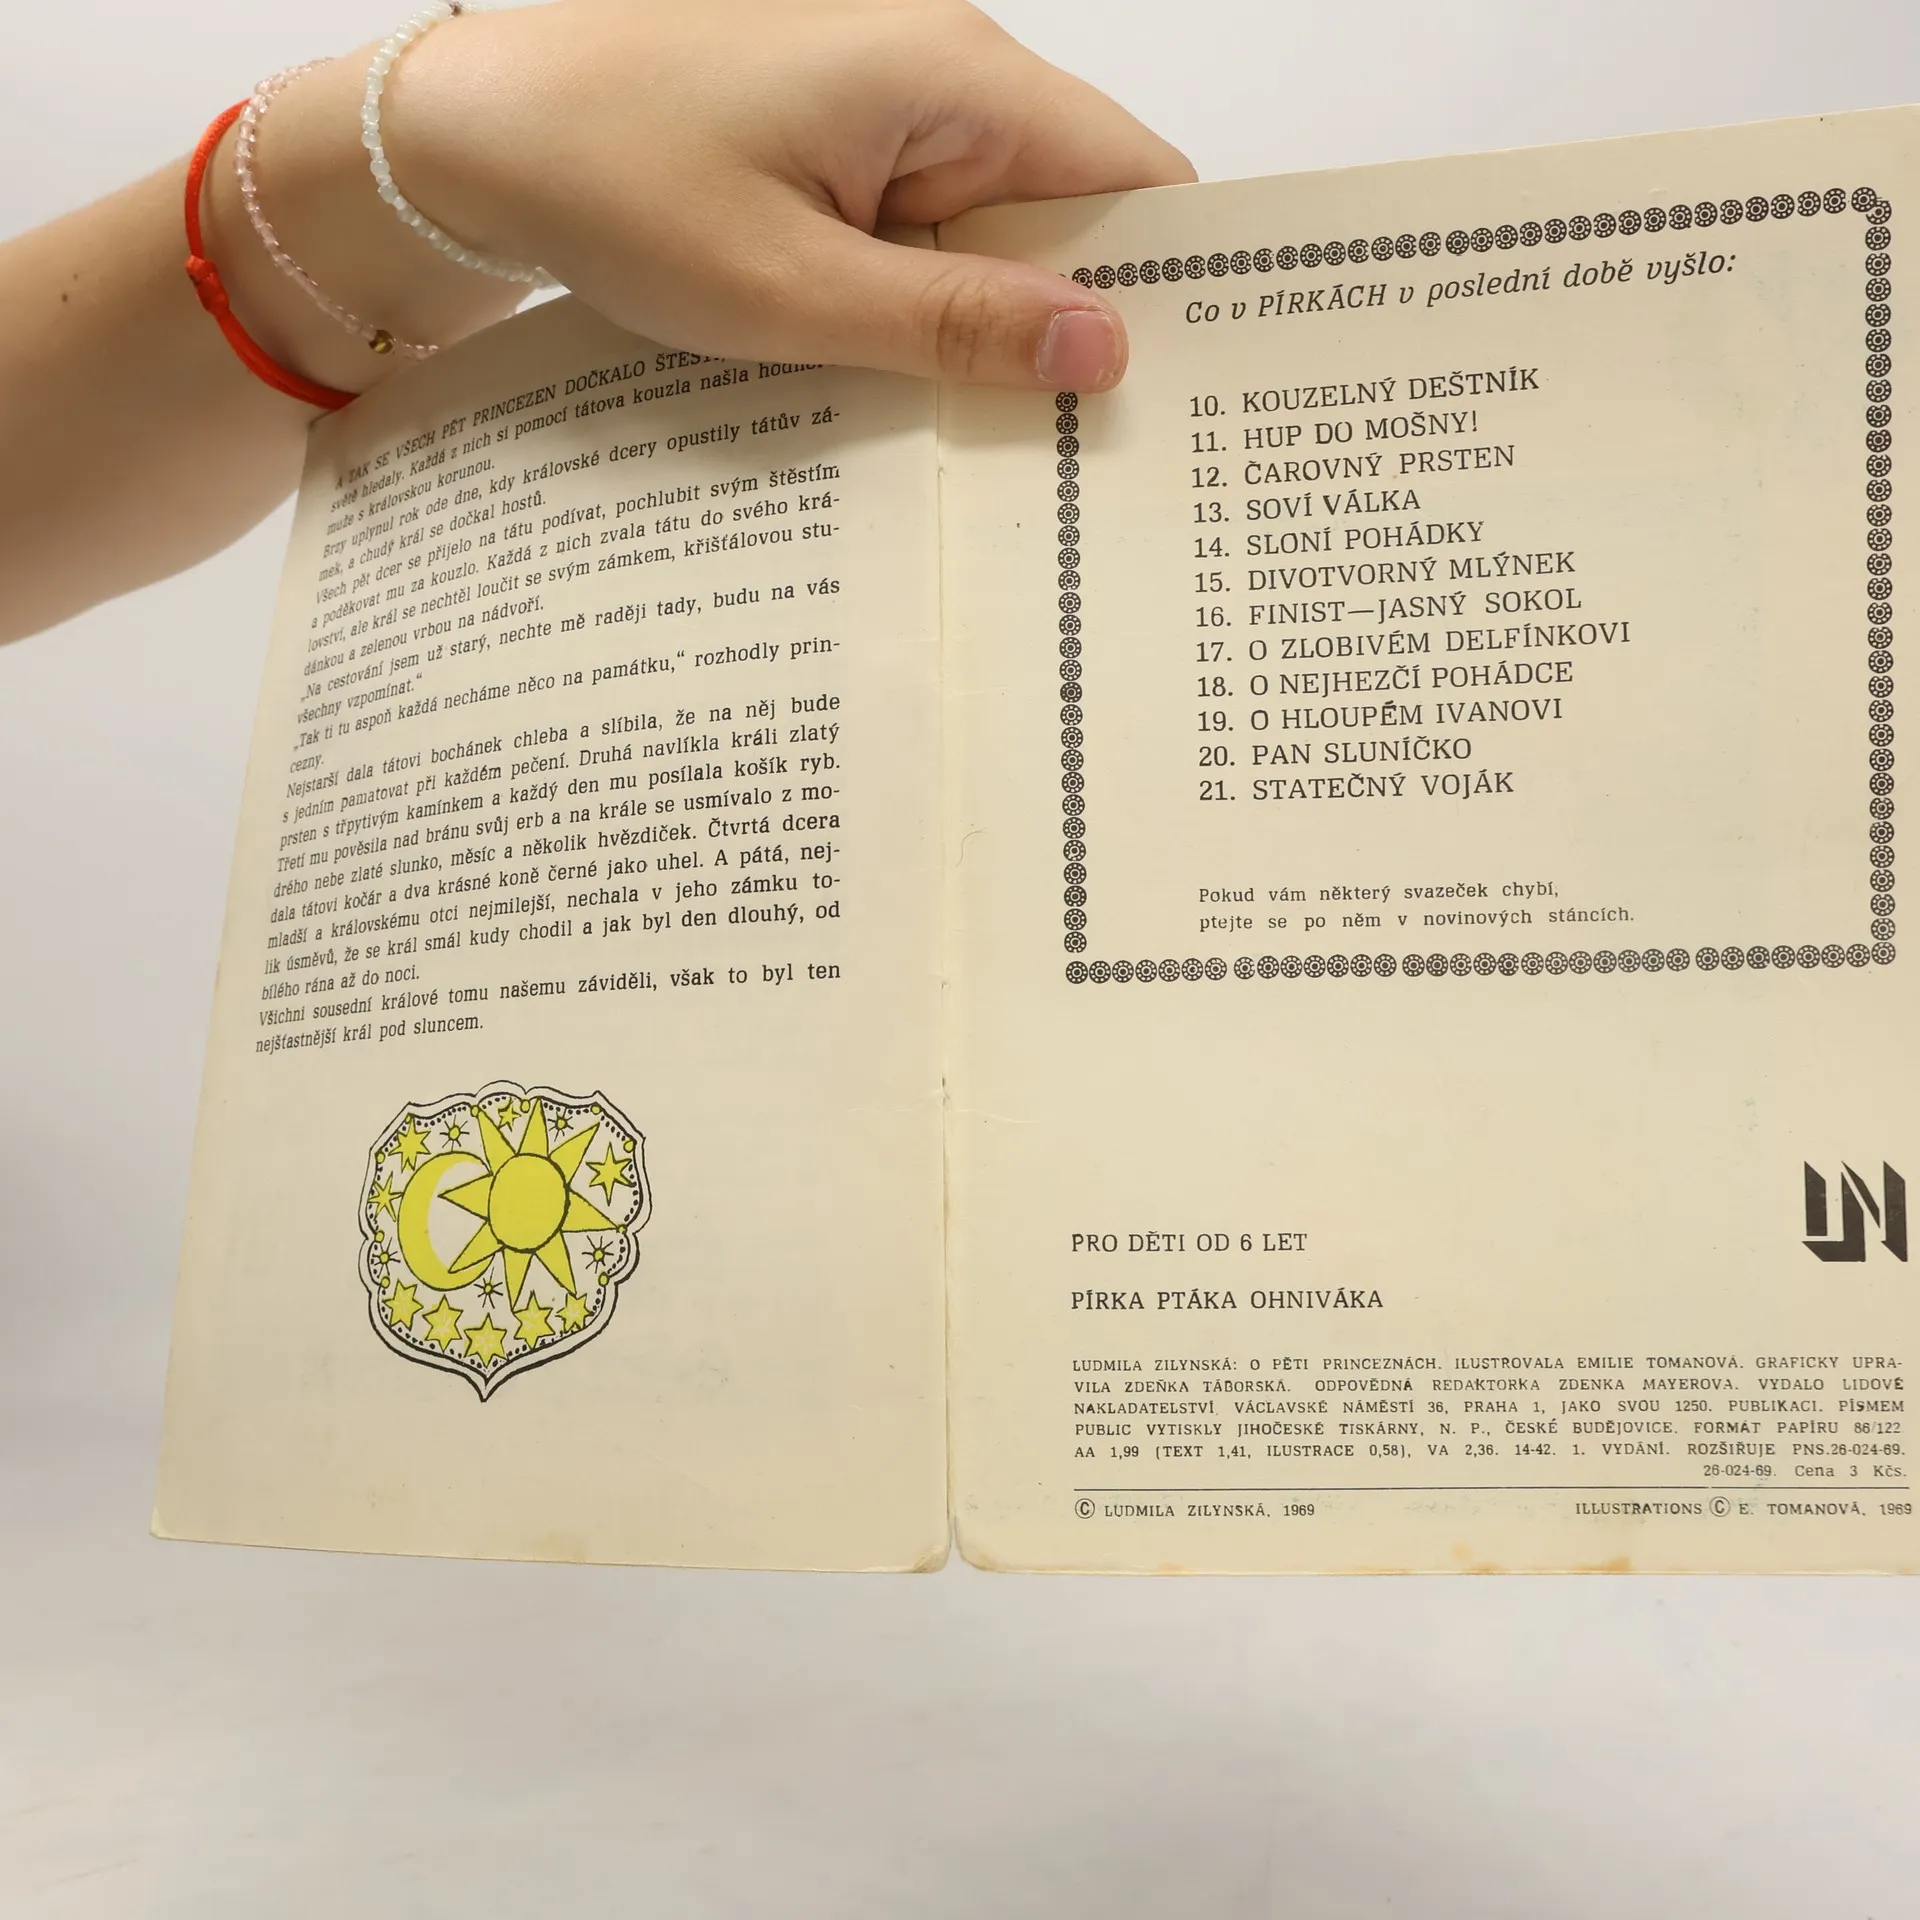 A TAK SE VŠECH PĚT PRINCEZEN DOČKALO
světě hledaly. Každá z nich si pomocí tátova kouzla našla
muže s královskou korunou.
Brzy uplynul rok ode dne, kdy královské dcery opustily tátův zá-
mek, a chudý král se dočkal hostů.
Všech pět dcer se přijelo na tátu podívat, pochlubit svým štěstím
a poděkovat mu za kouzlo. Každá z nich zvala tátu do svého krá-
lovství, ale král se nechtěl loučit se svým zámkem, křišťálovou stu-
dánkou a zelenou vrbou na nádvoří.
„Na cestování jsem už starý, nechte mě raději tady, budu na vás
všechny vzpomínat.“
„Tak ti tu aspoň každá necháme něco na památku,“ rozhodly prin-
cezny.
Nejstarší dala tátovi bochánek chleba a slíbila, že na něj bude
s jedním pamatovat při každém pečení. Druhá navlíkla králi zlatý
prsten s třpytivým kamínkem a každý den mu posílala košík ryb.
Třetí mu pověsila nad bránu svůj erb a na krále se usmívalo z mo-
drého nebe zlaté slunko, měsíc a několik hvězdiček. Čtvrtá dcera
dala tátovi kočár a dva krásné koně černé jako uhel. A pátá, nej-
mladší a královskému otci nejmilejší, nechala v jeho zámku to-
lik úsměvů, že se král smál kudy chodil a jak byl den dlouhý, od
bílého rána až do noci.
Všichni sousední králové tomu našemu záviděli, však to byl ten
nejšťastnější král pod sluncem.
Co v PÍRKÁCH v poslední době vyšlo:
10. KOUZELNÝ DEŠTNÍK
11. HUP DO MOŠNY!
12. ČAROVNÝ PRSTEN
13. SOVÍ VÁLKA
14. SLONÍ POHÁDKY
15. DIVOTVORNÝ MLÝNEK
16. FINIST—JASNÝ SOKOL
17. O ZLOBIVÉM DELFÍNKOVI
18. O NEJHEZČÍ POHÁDCE
19. O HLOUPÉM IVANOVI
20. PAN SLUNÍČKO
21. STATEČNÝ VOJÁK
Pokud vám některý svazeček chybí,
ptejte se po něm v novinových stáncích.
LN
PRO DĚTI OD 6 LET
PÍRKA PTÁKA OHNIVÁKA
LUDMILA ZILYNSKÁ: O PĚTI PRINCEZNÁCH. ILUSTROVALA EMILIE TOMANOVÁ. GRAFICKY UPRA-
VILA ZDEŇKA TÁBORSKÁ. ODPOVĚDNÁ REDAKTORKA ZDENKA MAYEROVA. VYDALO LIDOVÉ
NAKLADATELSTVÍ, VÁCLAVSKÉ NÁMĚSTÍ 36, PRAHA 1, JAKO SVOU 1250. PUBLIKACI. PÍSMEM
PUBLIC VYTISKLY JIHOČESKÉ TISKÁRNY, N. P., ČESKÉ BUDĚJOVICE. FORMÁT PAPÍRU 86/122
AA 1,99 (TEXT 1,41, ILUSTRACE 0,58), VA 2,36. 14-42. 1. VYDÁNÍ. ROZŠIŘUJE PNS.26-024-69.
26-024-69. Cena 3 Kčs.
© LUDMILA ZILYNSKÁ, 1969
ILLUSTRATIONS © E. TOMANOVÁ, 1969